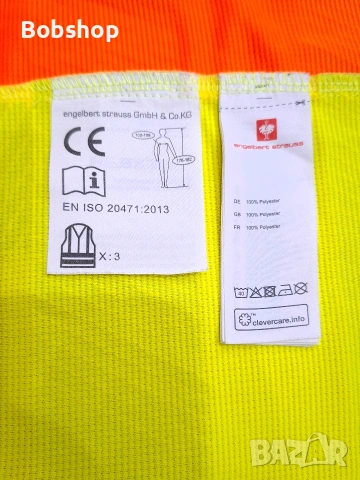 Bobshop
engelbert strauss GmbH & Co.KG
CE
EN ISO 20471:2013
X : 3
engelbert strauss
DE 100% Polyester
GB 100% Polyester
FR 100% Polyester
40
clevercare.info
BAZAR